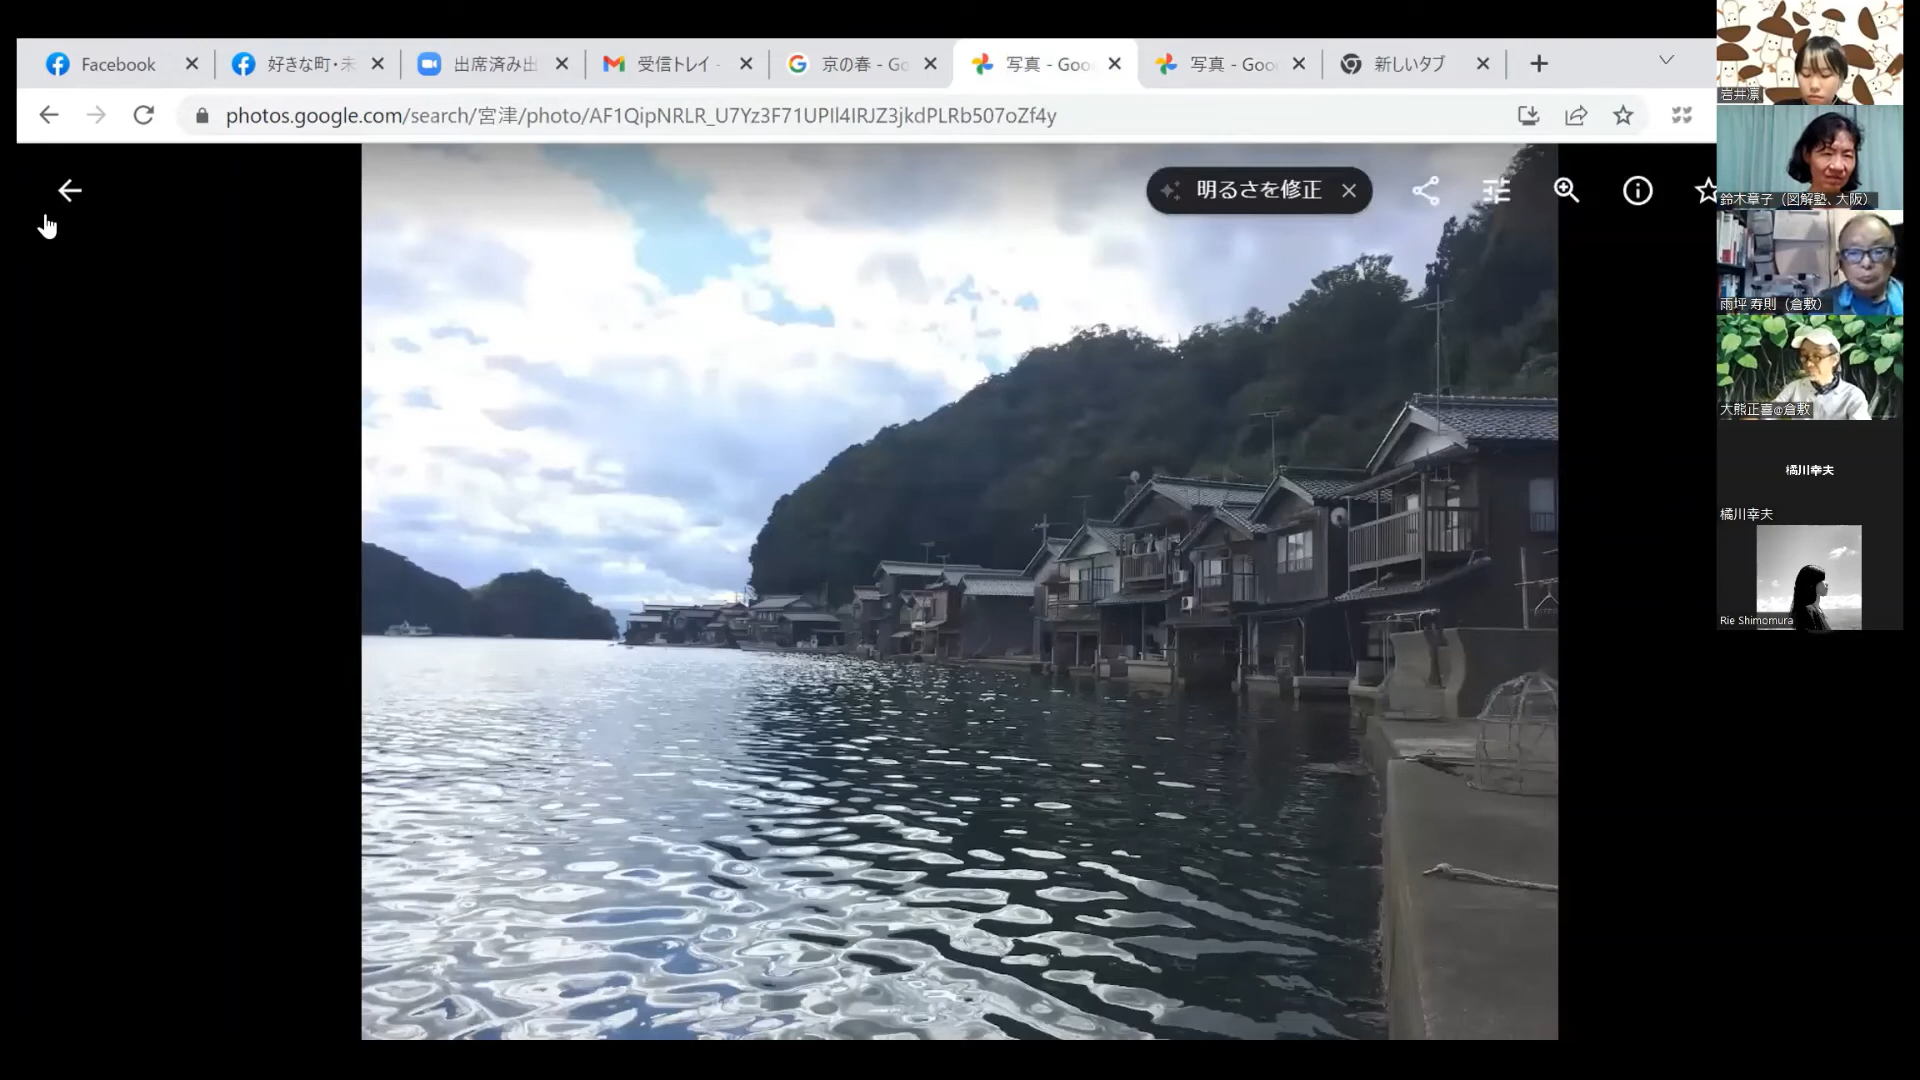 Facebook
好きな町・未
出席済み出
受信トレイ -
京の春 - Go
写真 - Goo
写真 - Goo
新しいタブ
photos.google.com/search/宮津/photo/AF1QipNRLR_U7Yz3F71UPIl4IRJZ3jkdPLRb507oZf4y
明るさを修正
岩井凛
鈴木章子（図解塾、大阪）
雨坪 寿則（倉敷）
大熊正喜@倉敷
橘川幸夫
橘川幸夫
Rie Shimomura